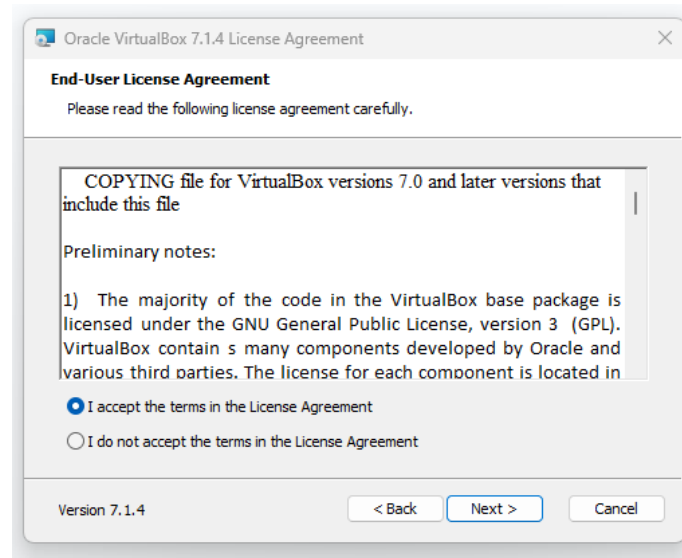 Oracle VirtualBox 7.1.4 License Agreement
End-User License Agreement
Please read the following license agreement carefully.
COPYING file for VirtualBox versions 7.0 and later versions that
include this file
Preliminary notes:
1) The majority of the code in the VirtualBox base package is
licensed under the GNU General Public License, version 3 (GPL).
VirtualBox contain s many components developed by Oracle and
various third parties. The license for each component is located in
I accept the terms in the License Agreement
I do not accept the terms in the License Agreement
Version 7.1.4
< Back
Next >
Cancel